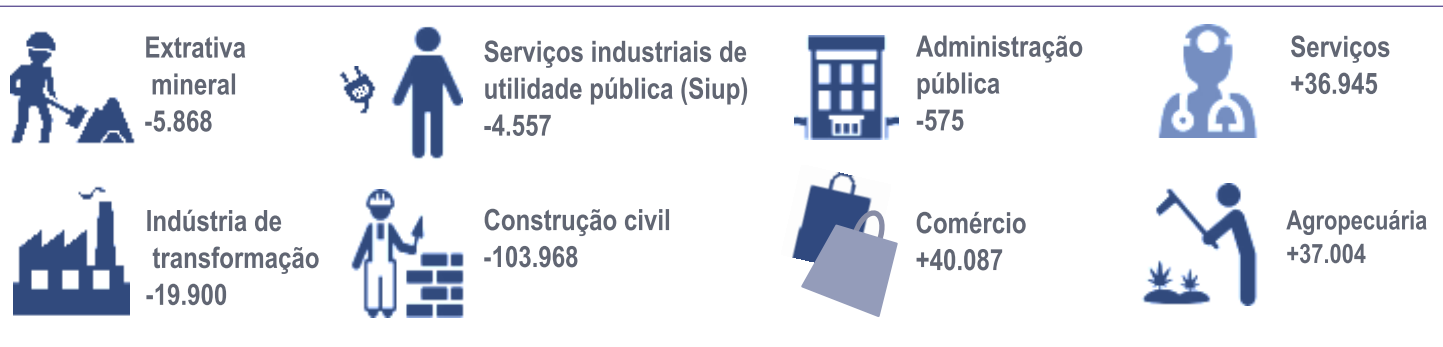 Extrativa
mineral
-5.868
Serviços industriais de
utilidade pública (Siup)
-4.557
Administração
pública
-575
Serviços
+36.945
Indústria de
transformação
-19.900
Construção civil
-103.968
Comércio
+40.087
Agropecuária
+37.004